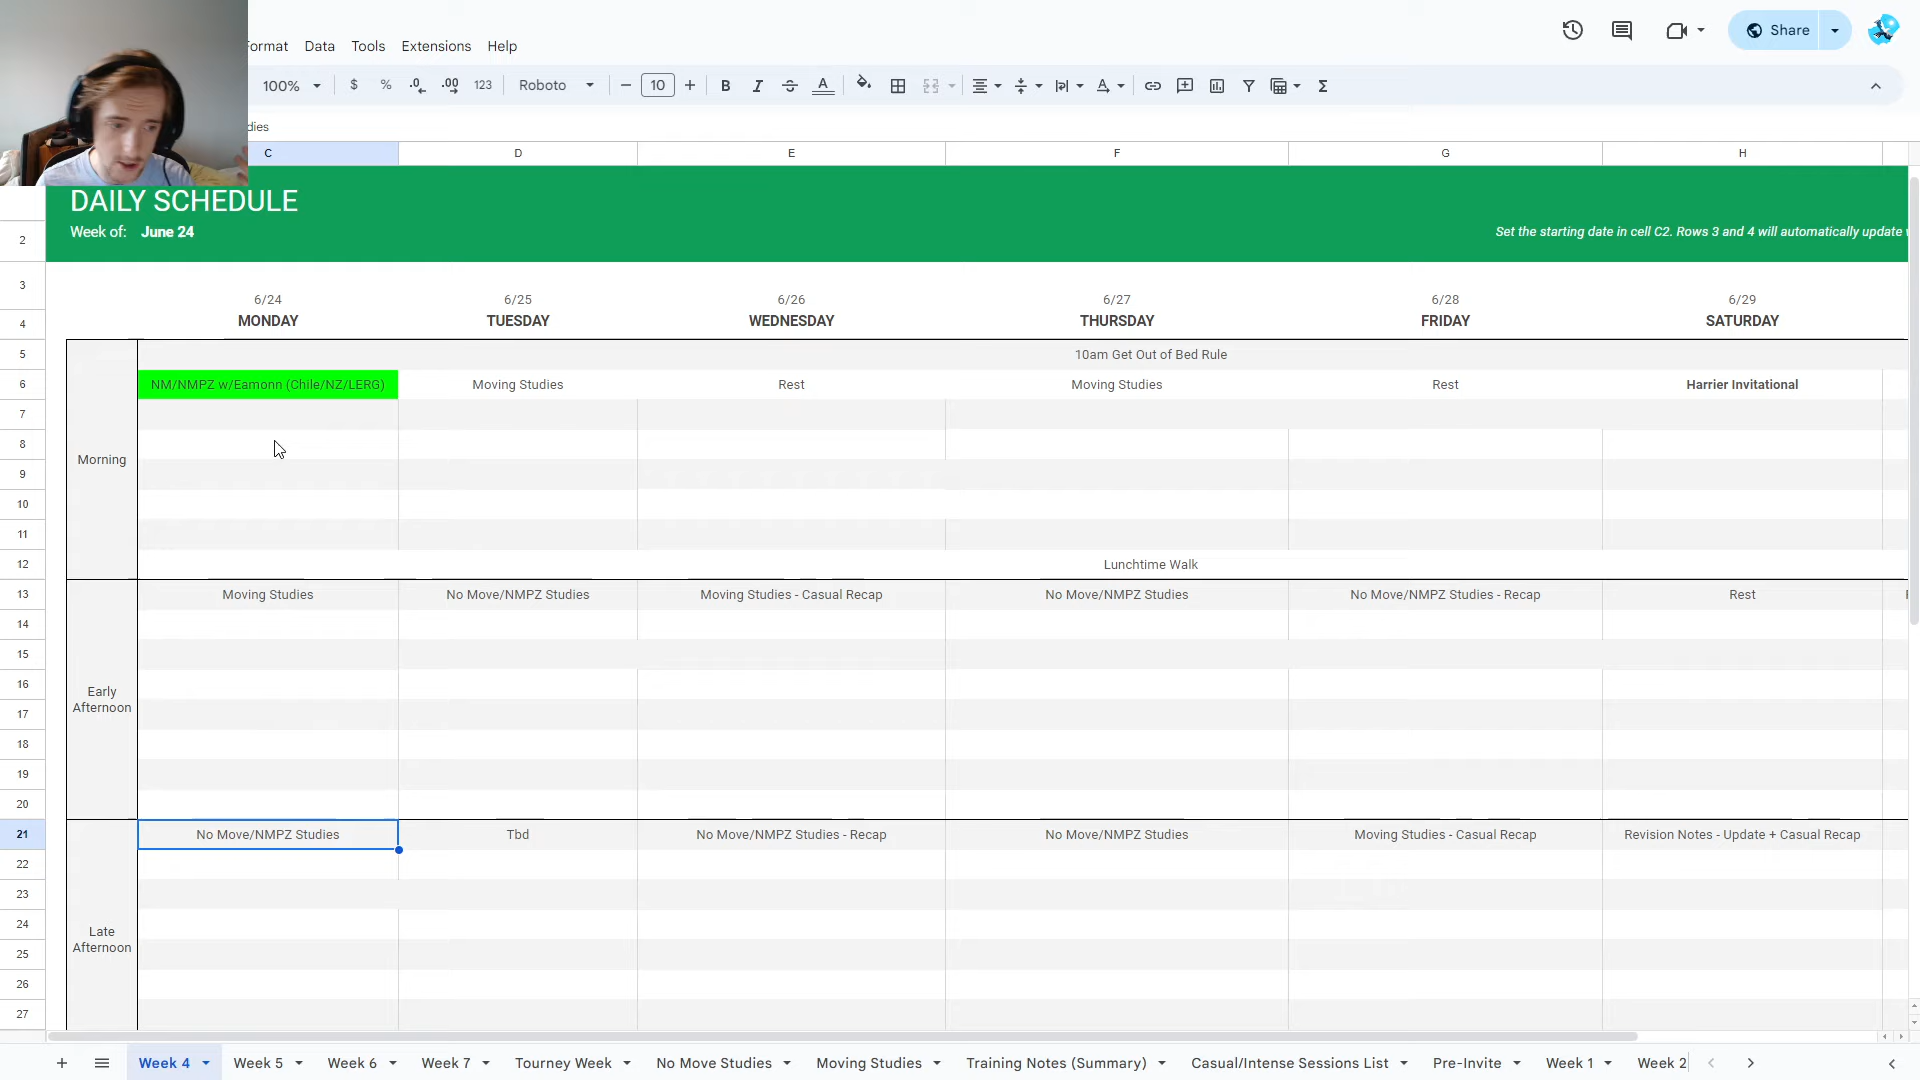 ormat Data Tools Extensions Help
Share
100% $ % .0 .00 123 Roboto 10 B I A Σ
dies
C D E F G H
DAILY SCHEDULE
2 Week of: June 24 Set the starting date in cell C2. Rows 3 and 4 will automatically update
3 6/24 6/25 6/26 6/27 6/28 6/29
4 MONDAY TUESDAY WEDNESDAY THURSDAY FRIDAY SATURDAY
5 10am Get Out of Bed Rule
6 NM/NMPZ w/Eamonn (Chile/NZ/LERG) Moving Studies Rest Moving Studies Rest Harrier Invitational
7
8
Morning
9
10
11
12 Lunchtime Walk
13 Moving Studies No Move/NMPZ Studies Moving Studies - Casual Recap No Move/NMPZ Studies No Move/NMPZ Studies - Recap Rest
14
15
16
Early
Afternoon
17
18
19
20
21 No Move/NMPZ Studies Tbd No Move/NMPZ Studies - Recap No Move/NMPZ Studies Moving Studies - Casual Recap Revision Notes - Update + Casual Recap
22
23
24
Late
Afternoon
25
26
27
+ Week 4 Week 5 Week 6 Week 7 Tourney Week No Move Studies Moving Studies Training Notes (Summary) Casual/Intense Sessions List Pre-Invite Week 1 Week 2